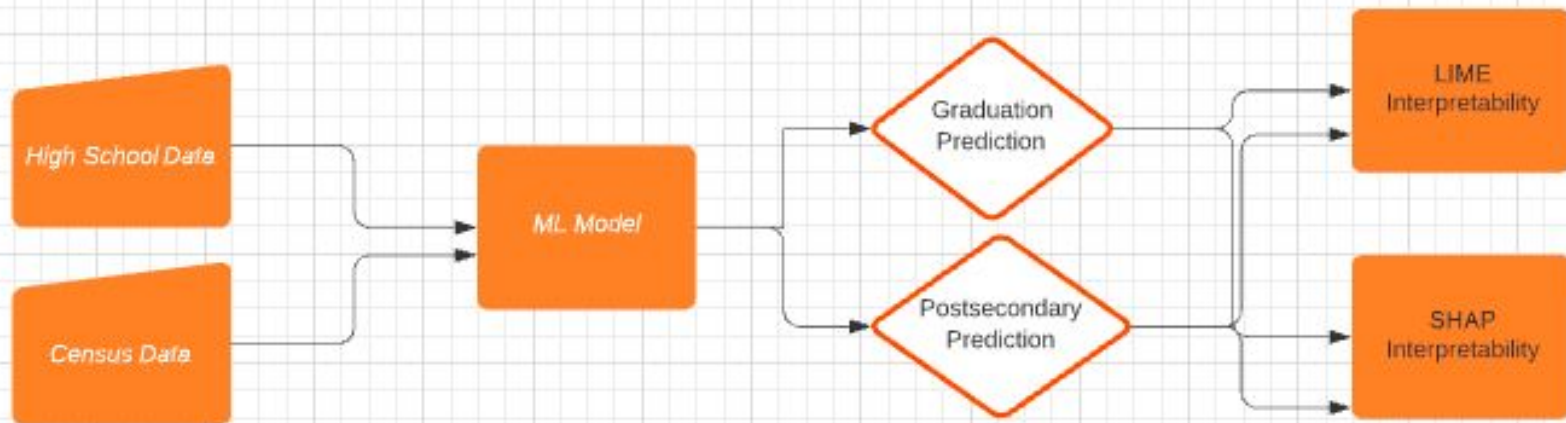 High School Data
Census Data
ML Model
Graduation
Prediction
Postsecondary
Prediction
LIME
Interpretability
SHAP
Interpretability